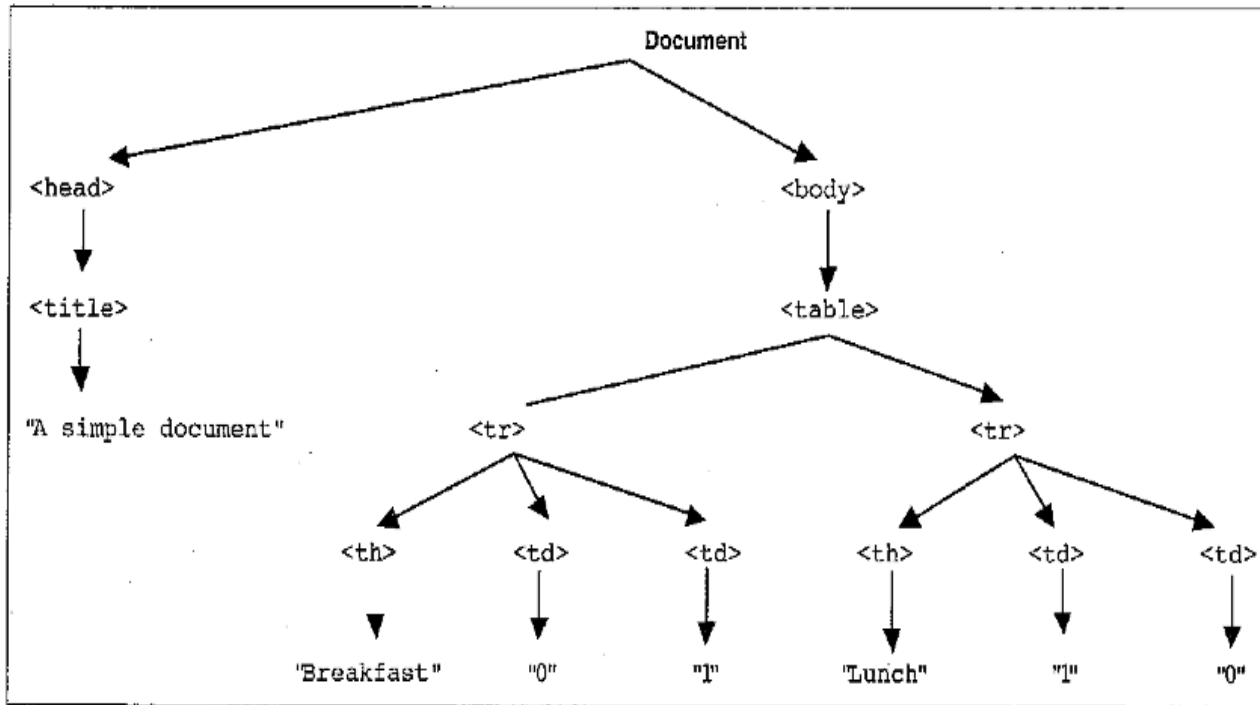 Document
<head> <body>
<title> <table>
"A simple document" <tr> <tr>
<th> <td> <td> <th> <td> <td>
"Breakfast" "0" "1" "Lunch" "1" "0"